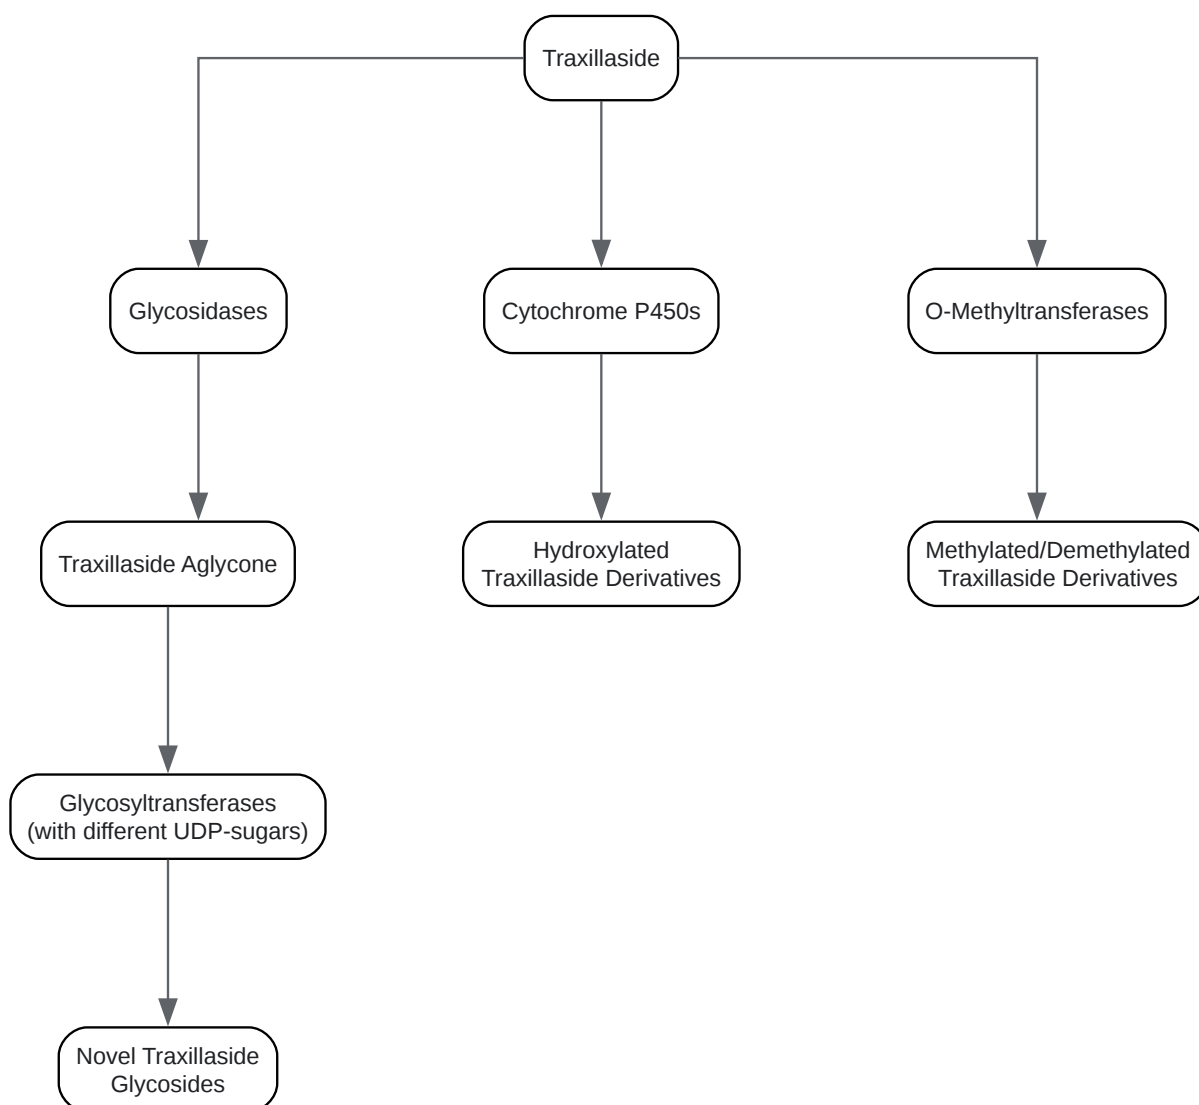 Traxillaside
Glycosidases
Cytochrome P450s
O-Methyltransferases
Traxillaside Aglycone
Hydroxylated
Traxillaside Derivatives
Methylated/Demethylated
Traxillaside Derivatives
Glycosyltransferases
(with different UDP-sugars)
Novel Traxillaside
Glycosides